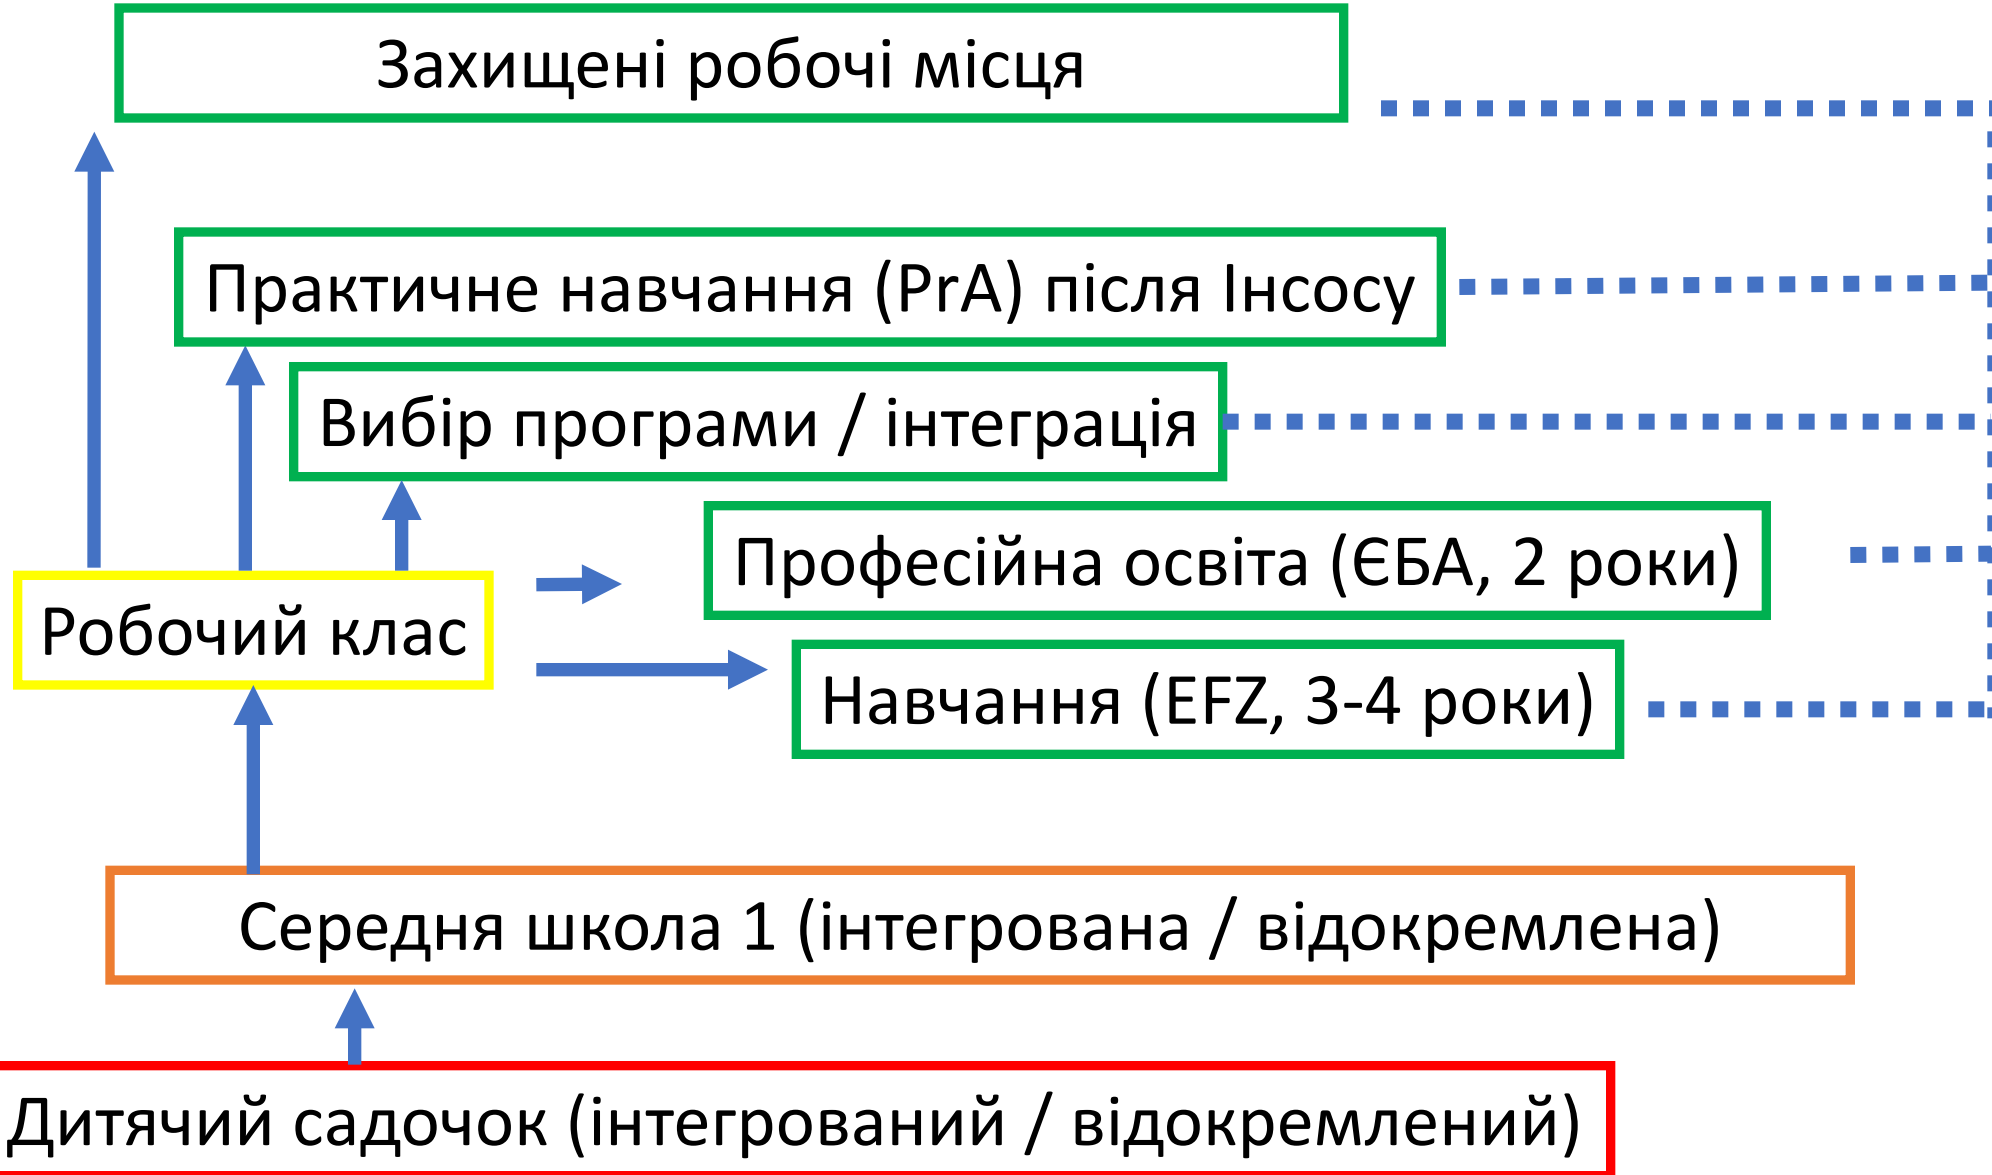 Захищені робочі місця
Практичне навчання (PrA) після Інсосу
Вибір програми / інтеграція
Професійна освіта (ЄБА, 2 роки)
Робочий клас
Навчання (EFZ, 3-4 роки)
Середня школа 1 (інтегрована / відокремлена)
Дитячий садочок (інтегрований / відокремлений)